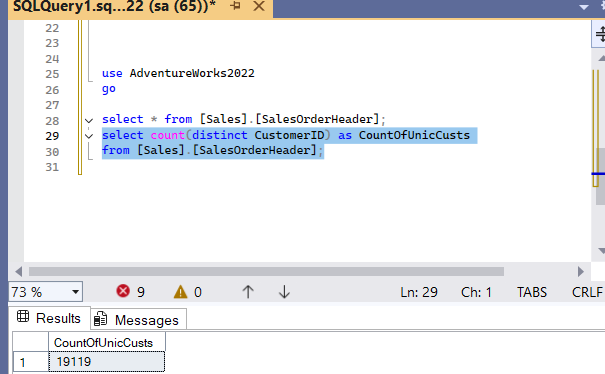 SQLQuery1.sq...22 (sa (65))*
22
23
24
25 use AdventureWorks2022
26 go
27
28 select * from [Sales].[SalesOrderHeader];
29 select count(distinct CustomerID) as CountOfUnicCusts
30 from [Sales].[SalesOrderHeader];
31
73 % 9 0 Ln: 29 Ch: 1 TABS CRLF
Results Messages
CountOfUnicCusts
1 19119